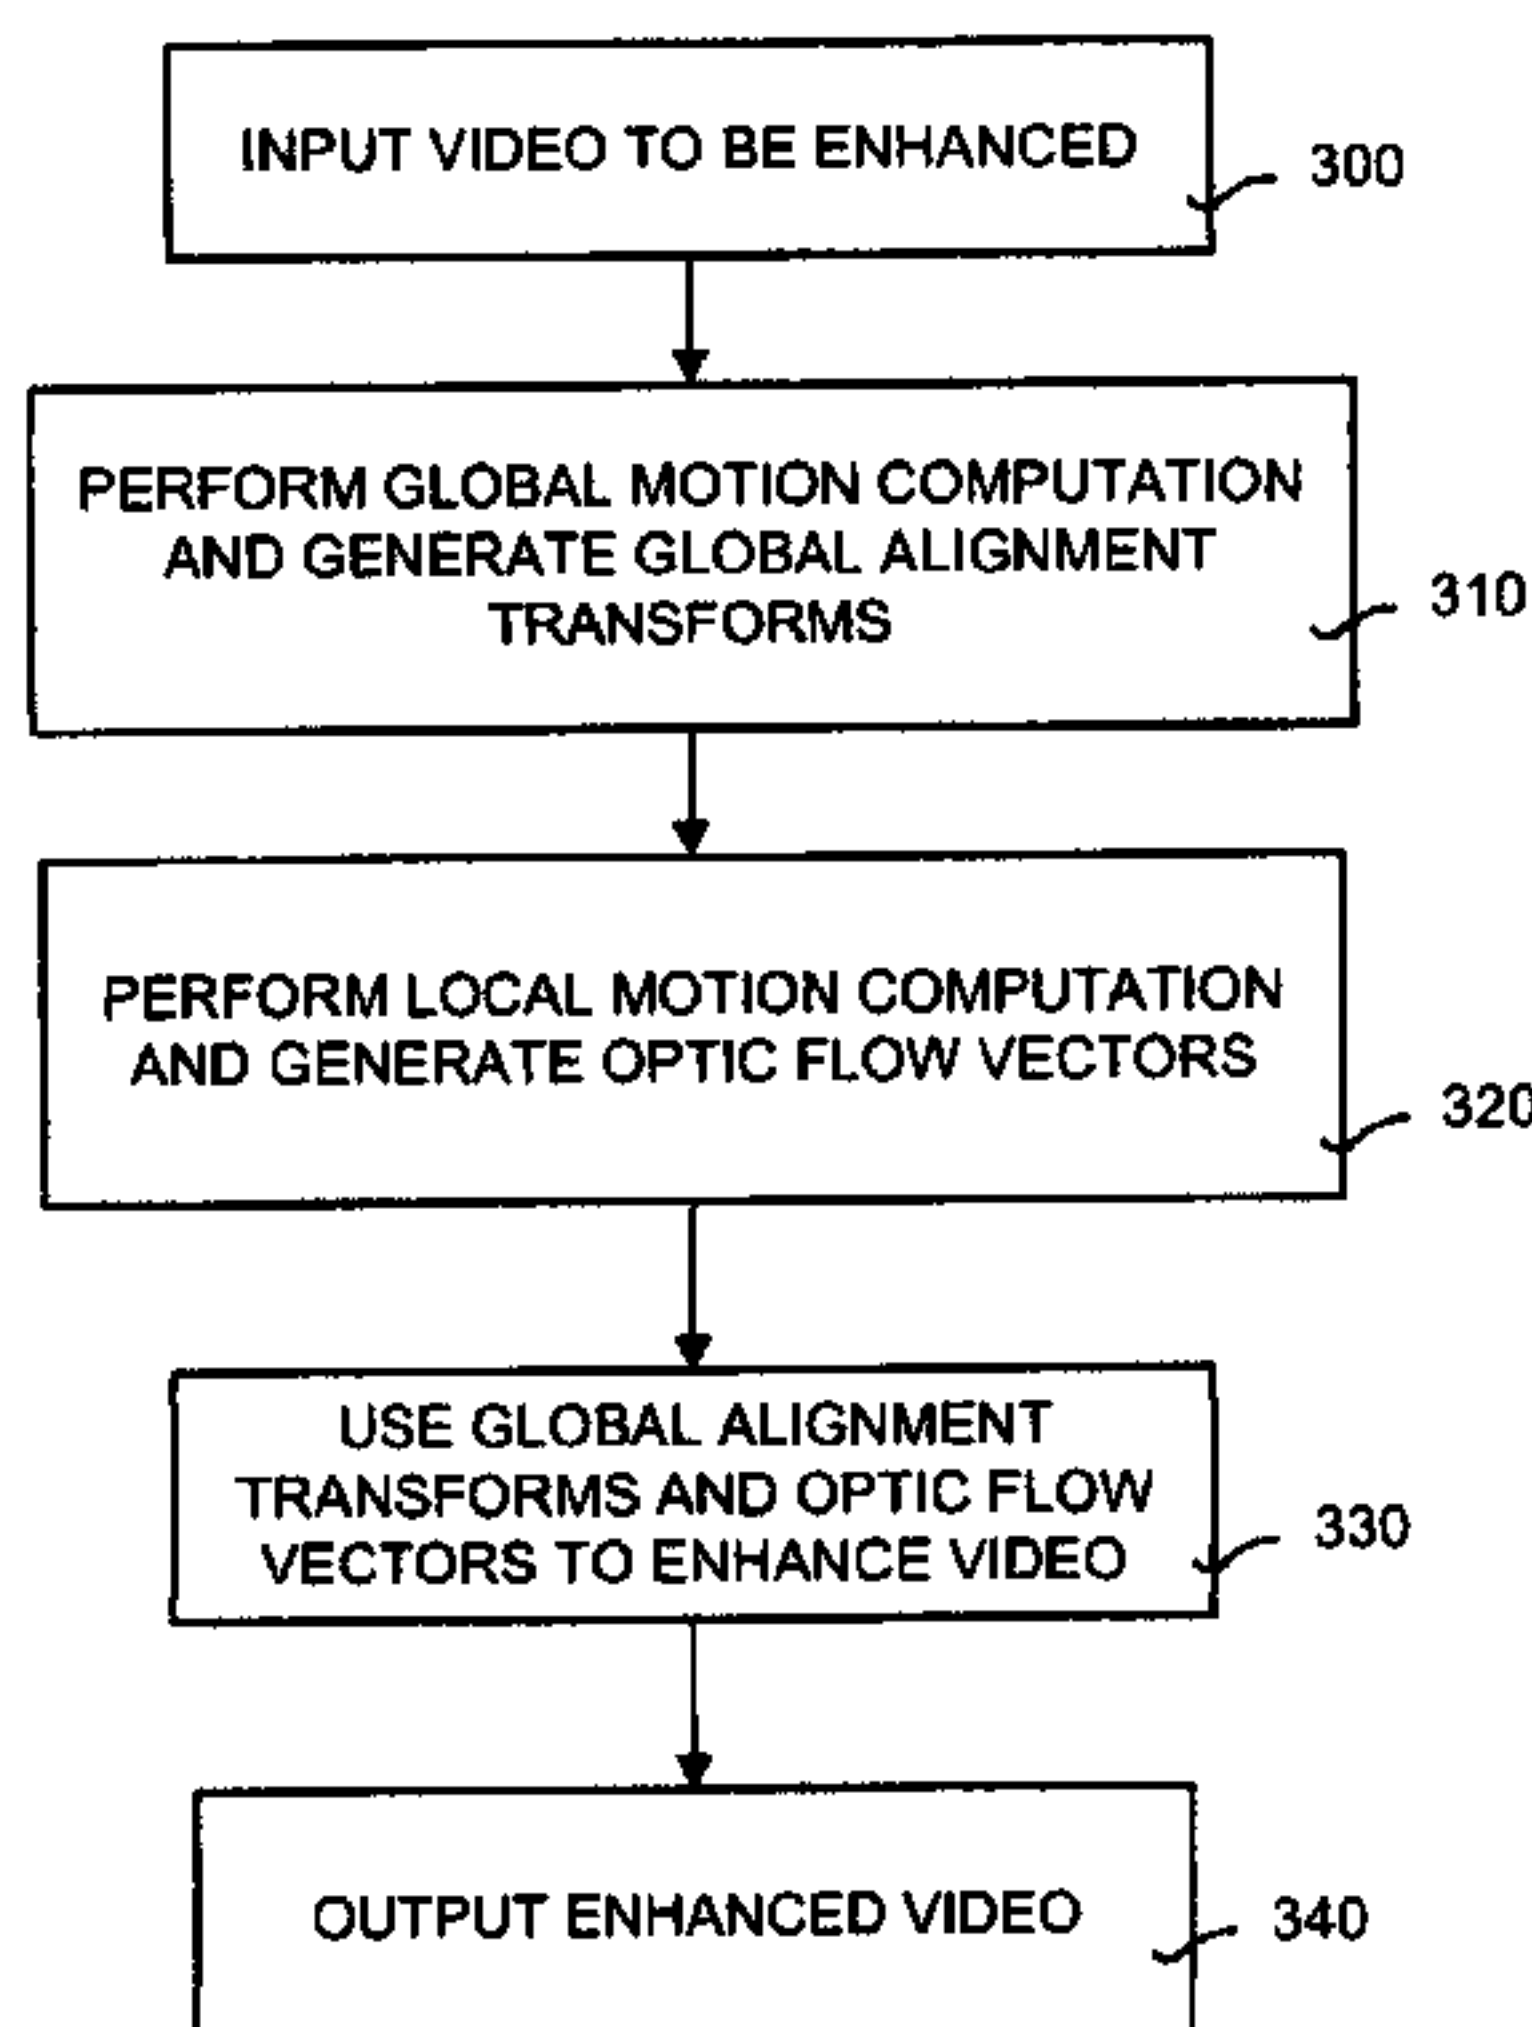 INPUT VIDEO TO BE ENHANCED
300
PERFORM GLOBAL MOTION COMPUTATION
AND GENERATE GLOBAL ALIGNMENT
TRANSFORMS
310
PERFORM LOCAL MOTION COMPUTATION
AND GENERATE OPTIC FLOW VECTORS
320
USE GLOBAL ALIGNMENT
TRANSFORMS AND OPTIC FLOW
VECTORS TO ENHANCE VIDEO
330
OUTPUT ENHANCED VIDEO
340